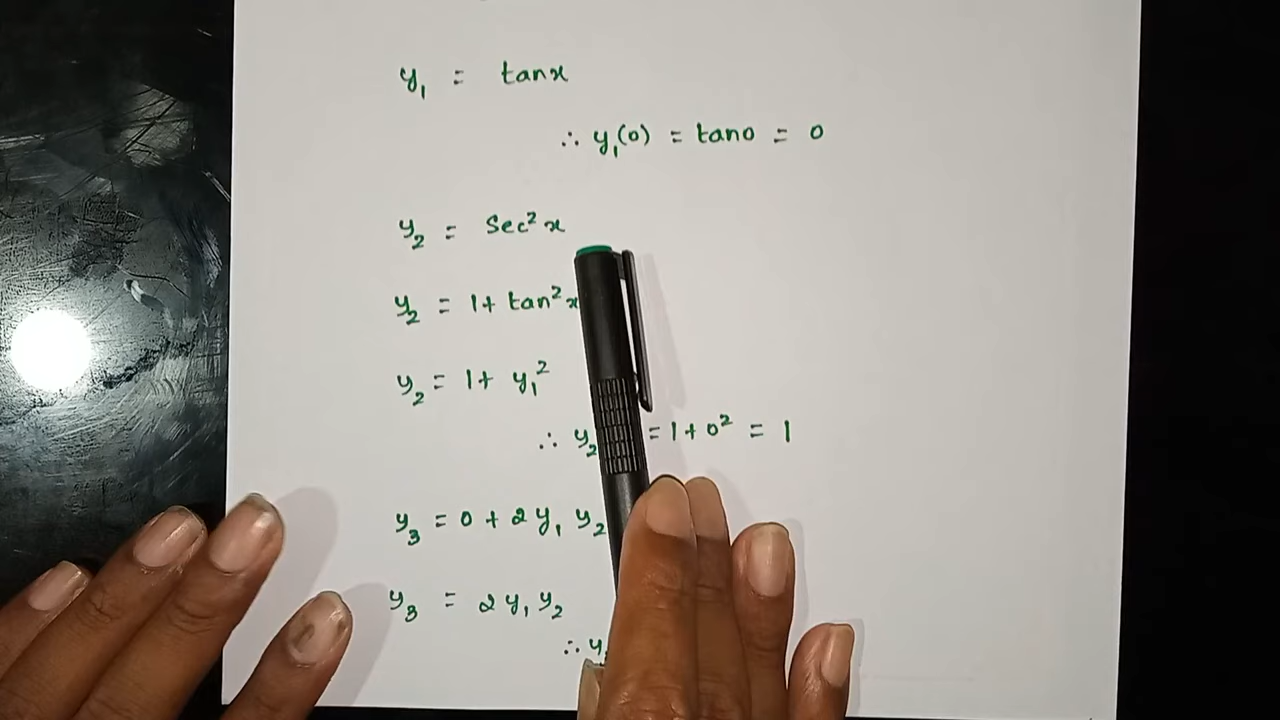 y₁ = tanx
∴ y₁(0) = tan0 = 0
y₂ = Sec²x
y₂ = 1+ tan²x
y₂ = 1+ y₁²
∴ y₂ = 1+0² = 1
y₃ = 0 + 2y₁ y₂
y₃ = 2y₁y₂
∴ y